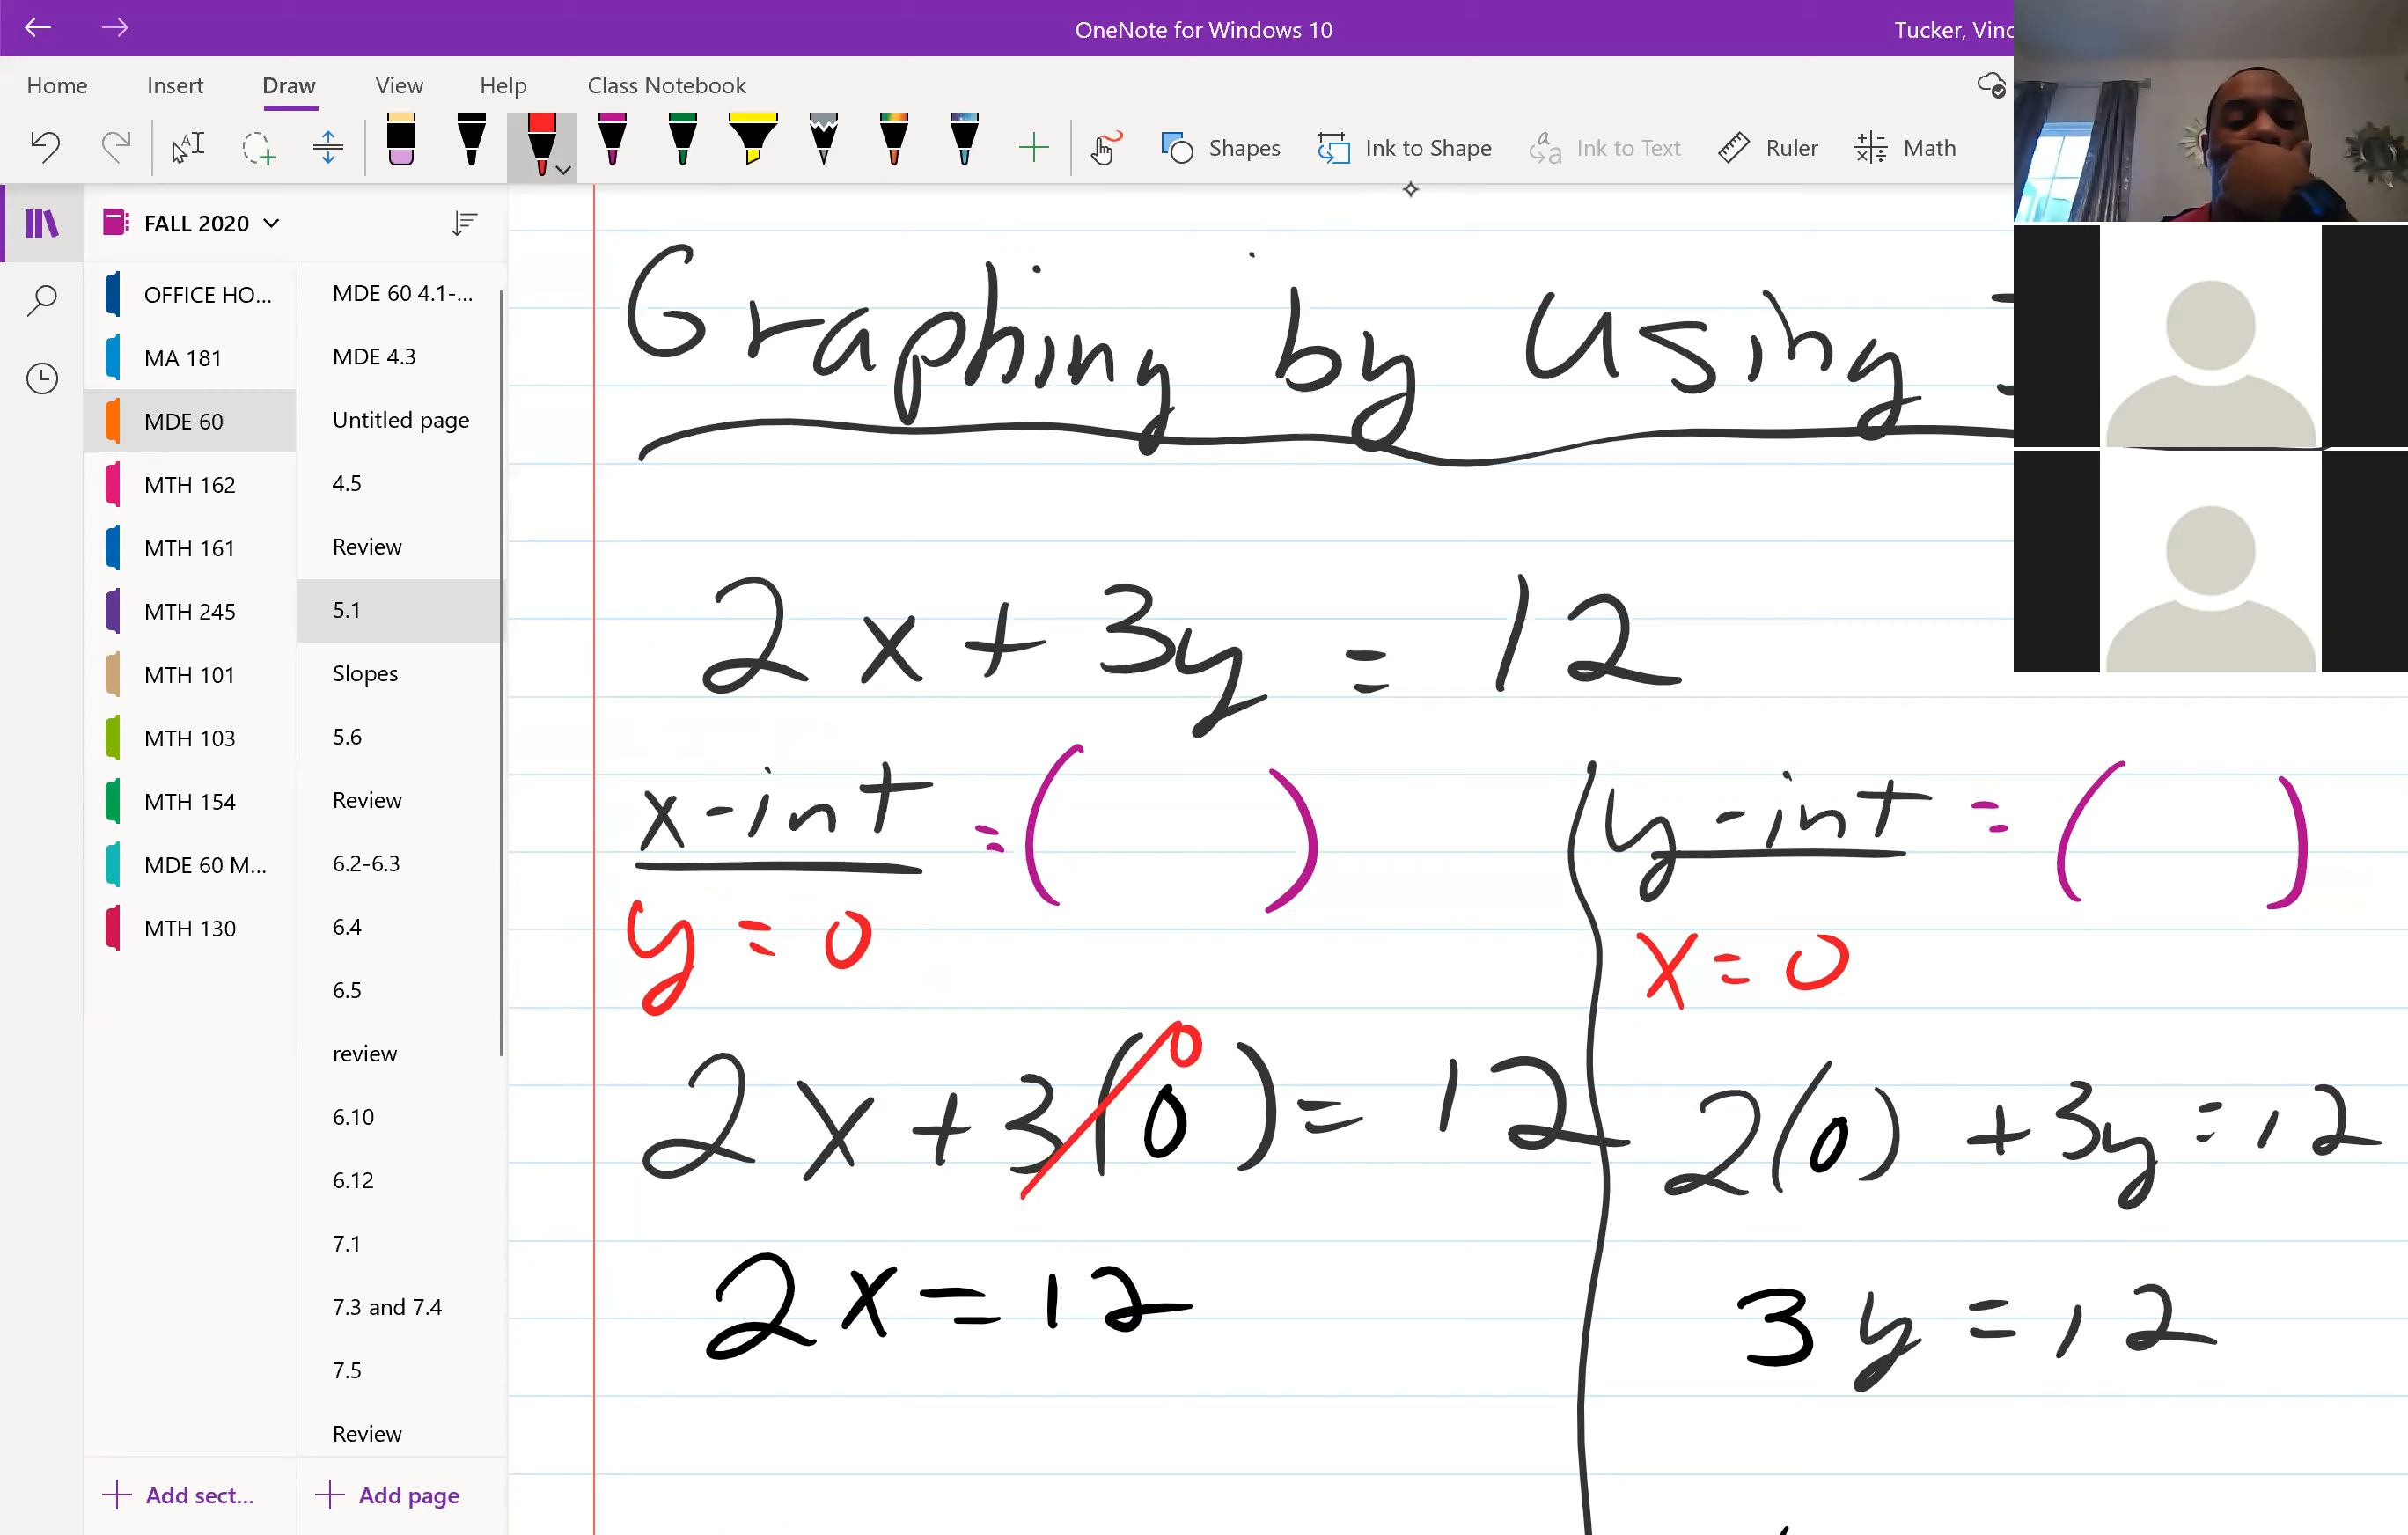 OneNote for Windows 10
Tucker, Vinc
Home Insert Draw View Help Class Notebook
Shapes Ink to Shape Ink to Text Ruler Math
FALL 2020
OFFICE HO...
MA 181
MDE 60
MTH 162
MTH 161
MTH 245
MTH 101
MTH 103
MTH 154
MDE 60 M...
MTH 130
Add sect...
MDE 60 4.1-...
MDE 4.3
Untitled page
4.5
Review
5.1
Slopes
5.6
Review
6.2-6.3
6.4
6.5
review
6.10
6.12
7.1
7.3 and 7.4
7.5
Review
Add page
Graphing by Using
2x + 3y = 12
x-int = ( )
y = 0
2x + 3(0) = 12
0
2x = 12
y-int = ( )
x = 0
2(0) + 3y = 12
3y = 12